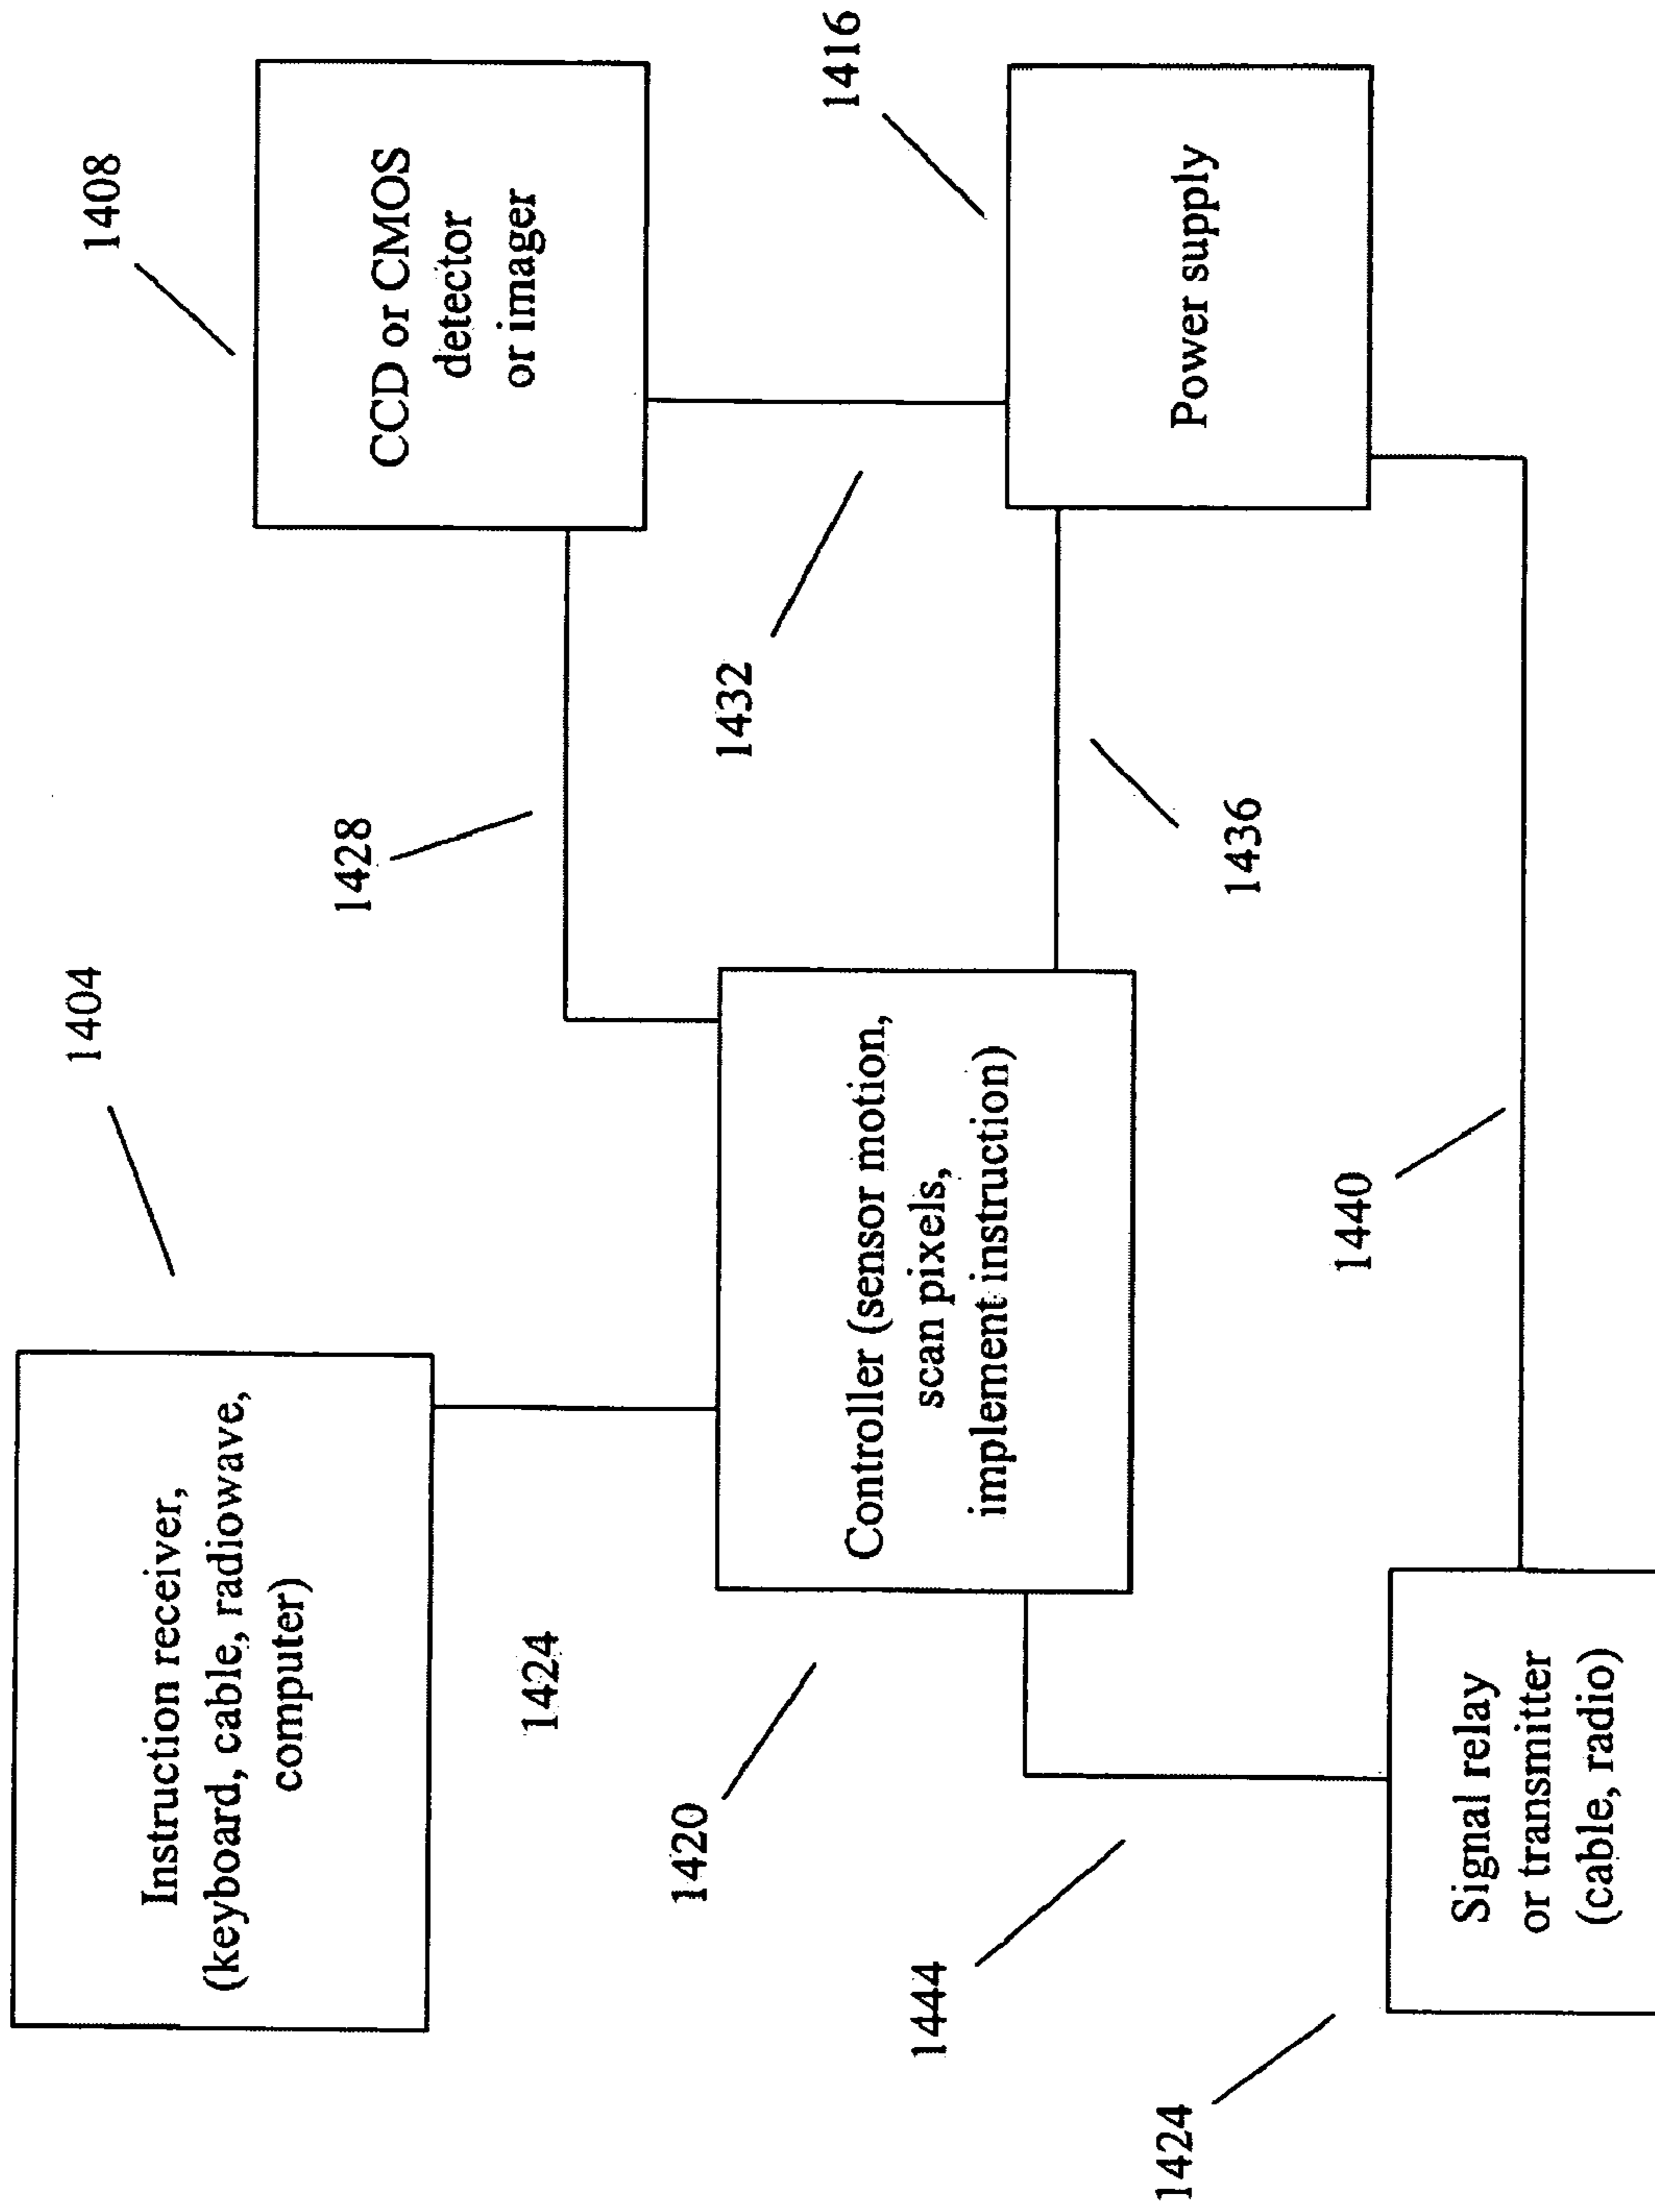 1404
Instruction receiver,
(keyboard, cable, radiowave,
computer)
1408
CCD or CMOS
detector
or imager
1424
1428
1420
Controller (sensor motion,
scan pixels,
implement instruction)
1432
1416
Power supply
1436
1444
1440
1424
Signal relay
or transmitter
(cable, radio)